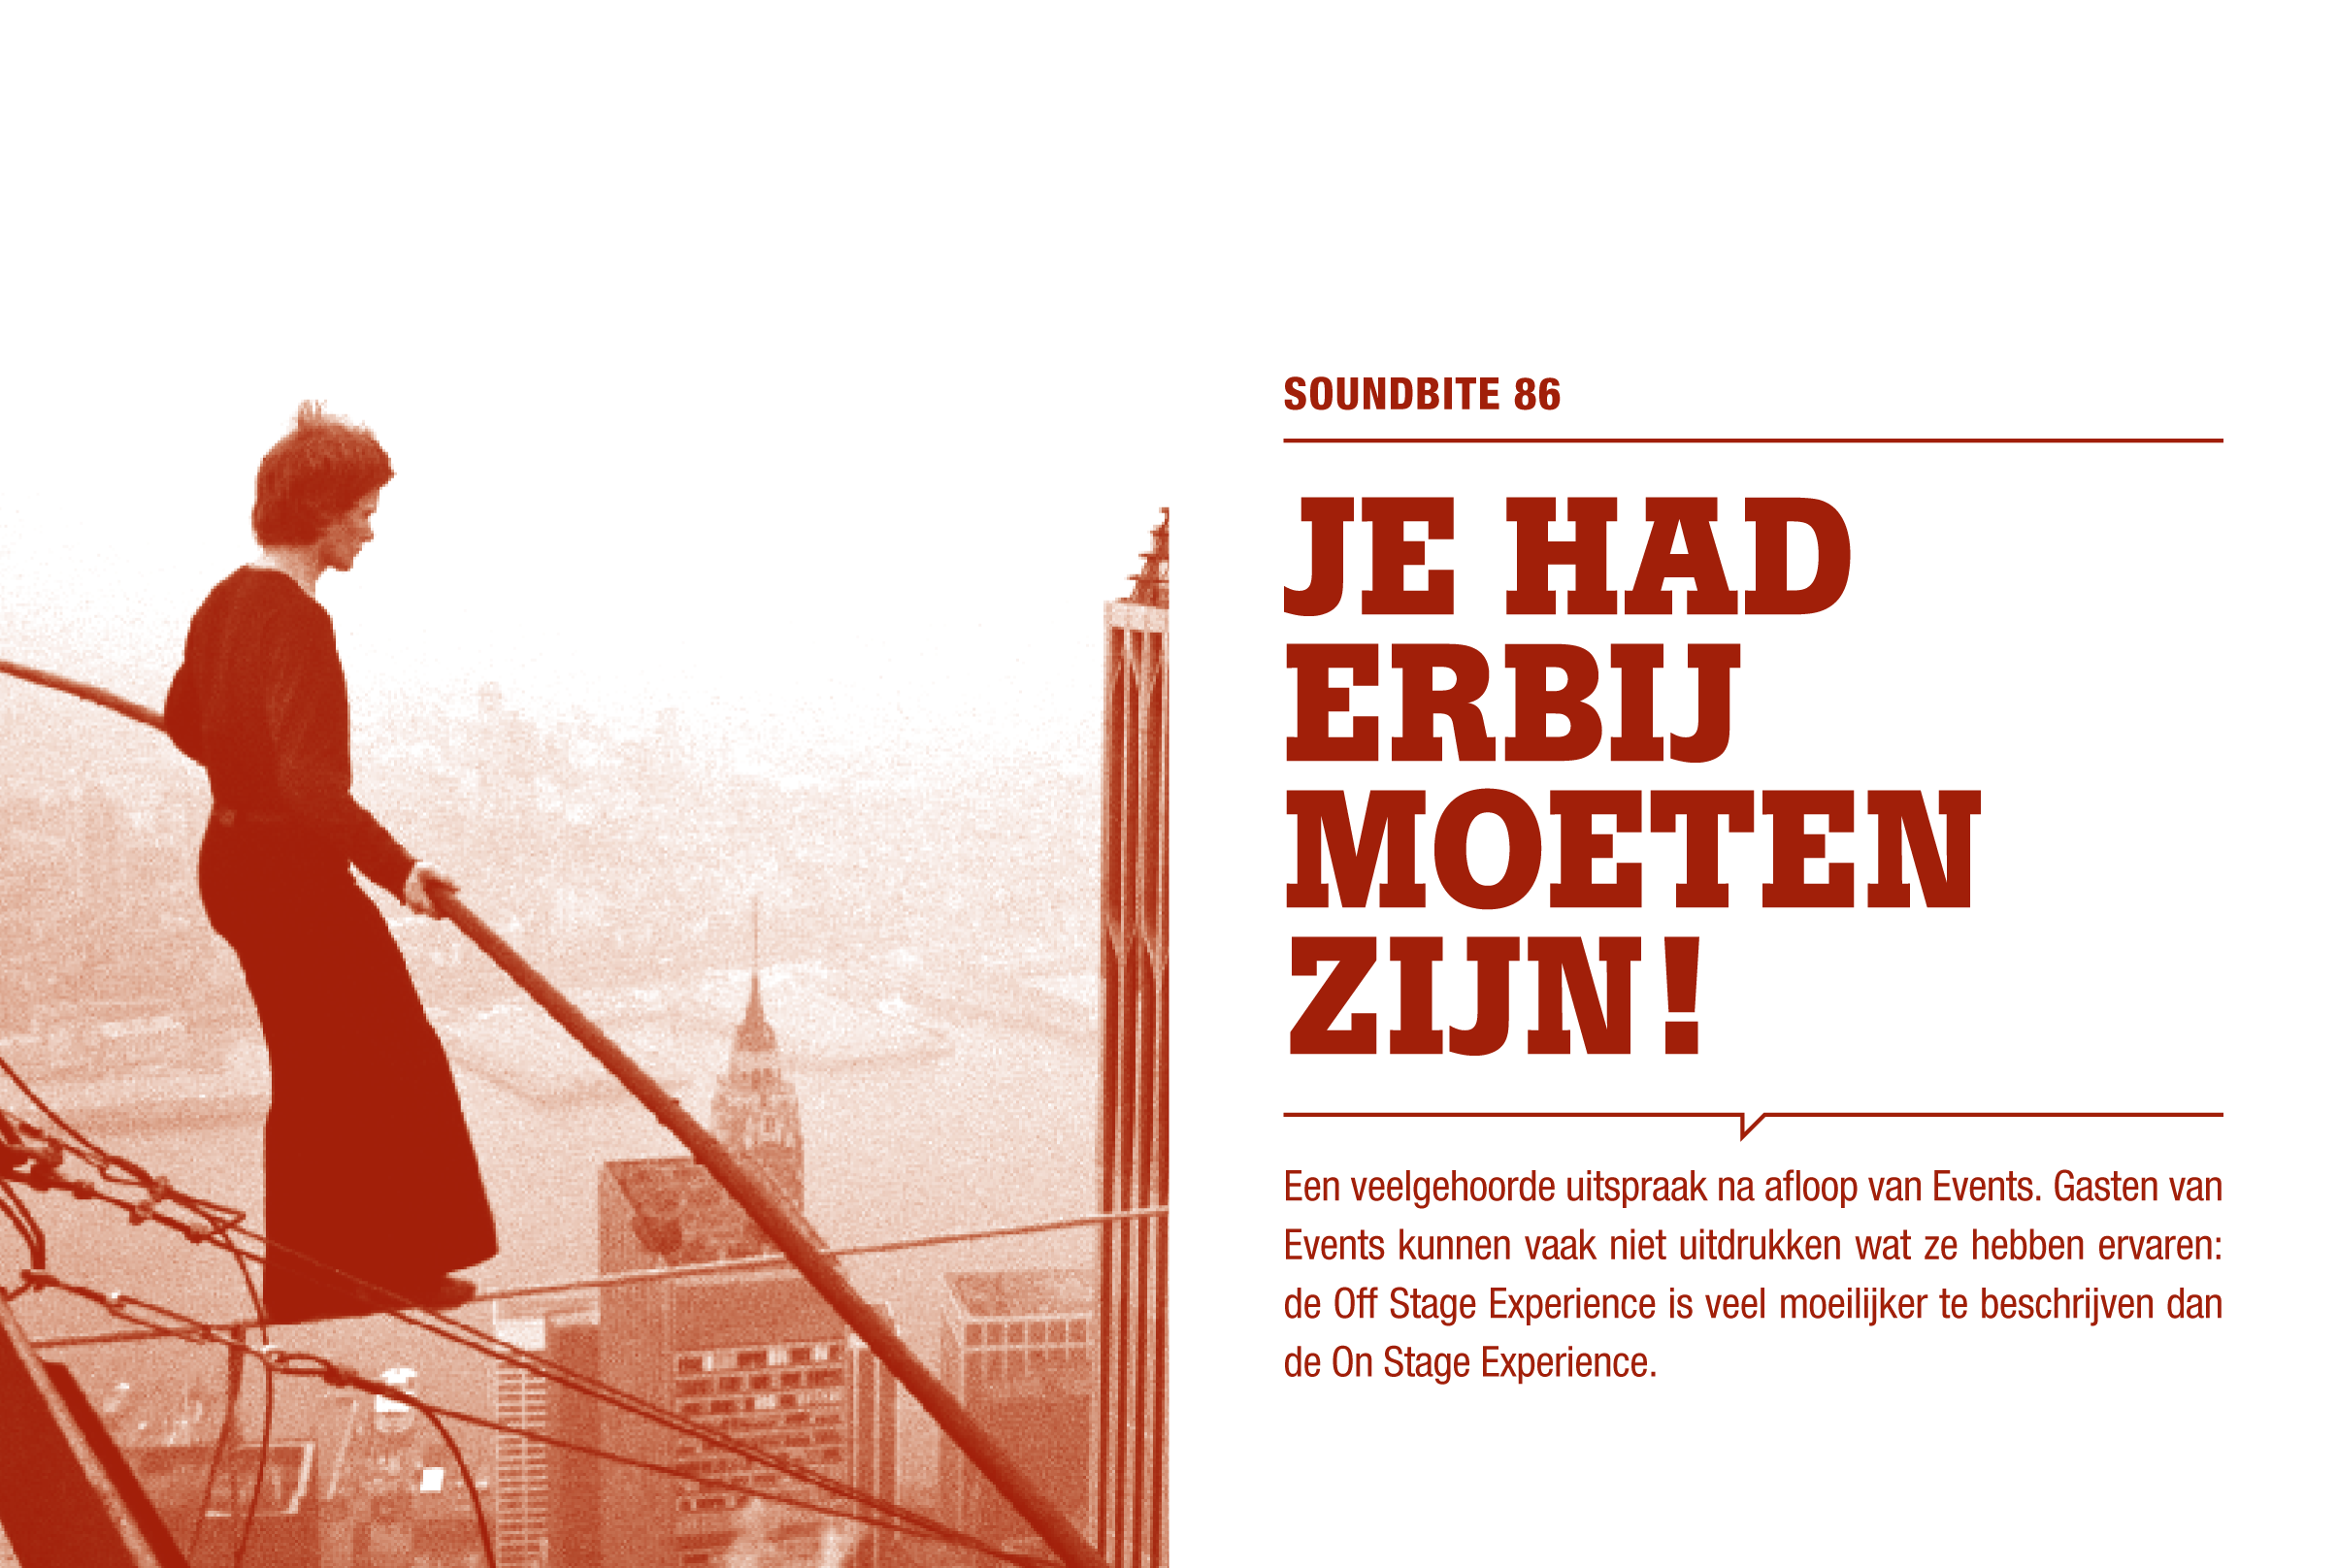 SOUNDBITE 86
JE HAD
ERBIJ
MOETEN
ZIJN!
Een veelgehoorde uitspraak na afloop van Events. Gasten van
Events kunnen vaak niet uitdrukken wat ze hebben ervaren:
de Off Stage Experience is veel moeilijker te beschrijven dan
de On Stage Experience.